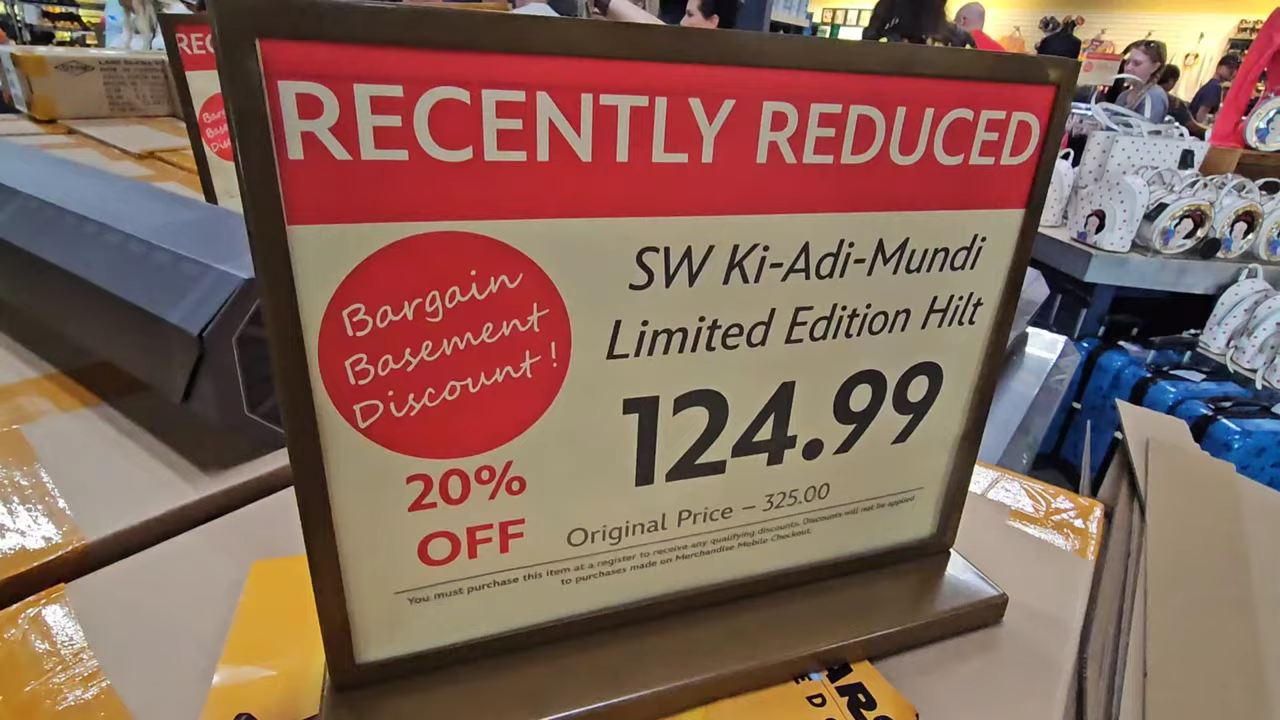 RECENTLY REDUCED
Bargain
Basement
Discount!
20%
OFF
SW Ki-Adi-Mundi
Limited Edition Hilt
124.99
Original Price – 325.00
You must purchase this item at a register to receive any qualifying discounts. Discounts will not be applied
to purchases made on Merchandise Mobile Checkout.
REC